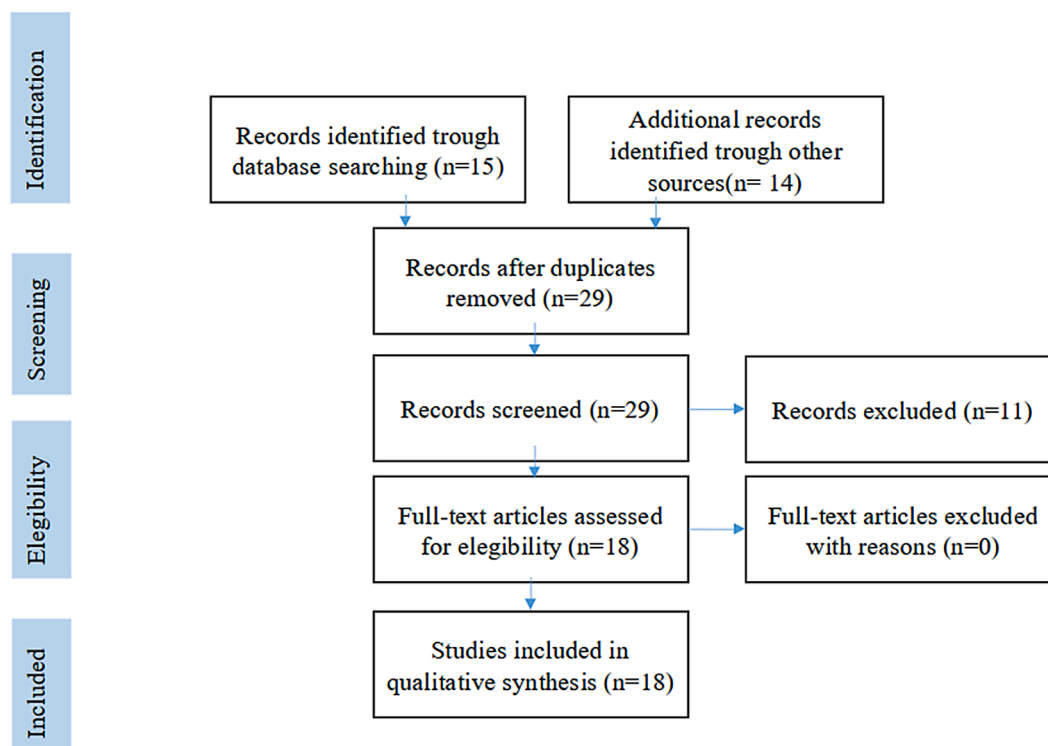 Identification
Records identified trough
database searching (n=15)
Additional records
identified trough other
sources(n= 14)
Screening
Records after duplicates
removed (n=29)
Records screened (n=29)
Records excluded (n=11)
Elegibility
Full-text articles assessed
for elegibility (n=18)
Full-text articles excluded
with reasons (n=0)
Included
Studies included in
qualitative synthesis (n=18)